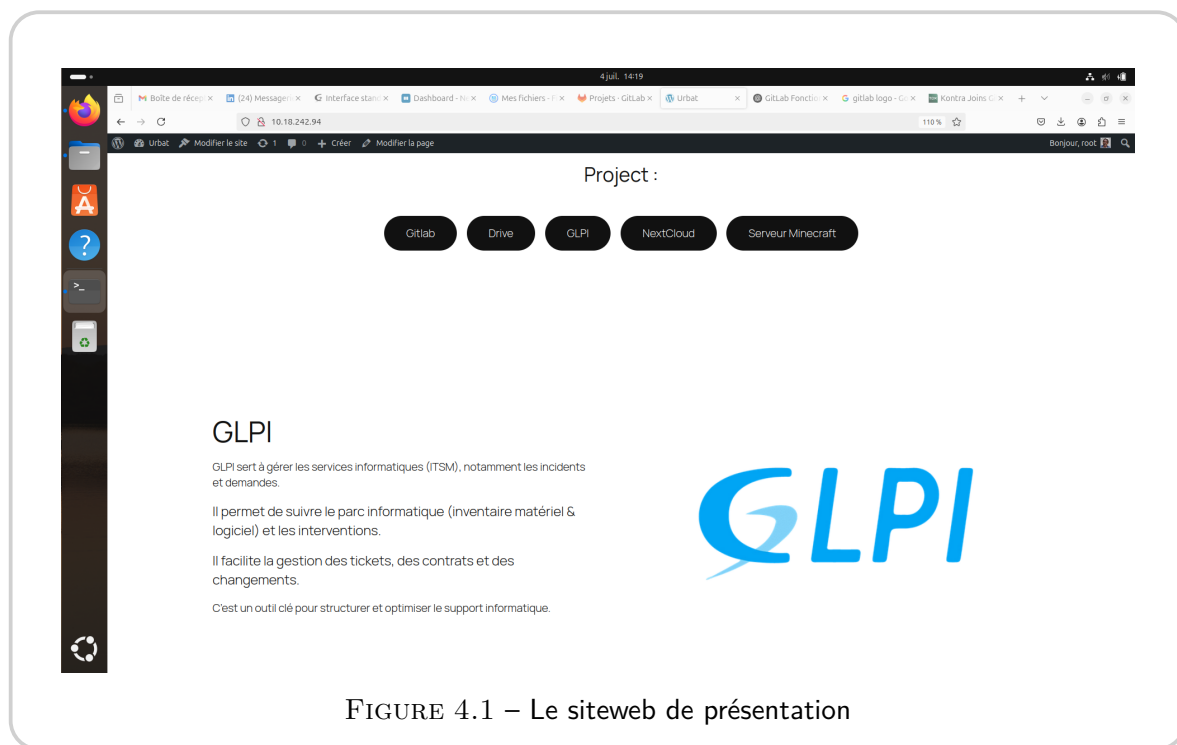 4 juil. 14:19
Boîte de récep
(24) Messageri
Interface stand
Dashboard - Ne
Mes fichiers - Fi
Projets · GitLab
Urbat
GitLab Fonctio
gitlab logo - Go
Kontra Joins G
10.18.242.94
110 %
Urbat Modifier le site 1 0 Créer Modifier la page
Bonjour, root
Project :
Gitlab
Drive
GLPI
NextCloud
Serveur Minecraft
GLPI
GLPI sert à gérer les services informatiques (ITSM), notamment les incidents
et demandes.
Il permet de suivre le parc informatique (inventaire matériel &
logiciel) et les interventions.
Il facilite la gestion des tickets, des contrats et des
changements.
C'est un outil clé pour structurer et optimiser le support informatique.
GLPI
FIGURE 4.1 – Le siteweb de présentation